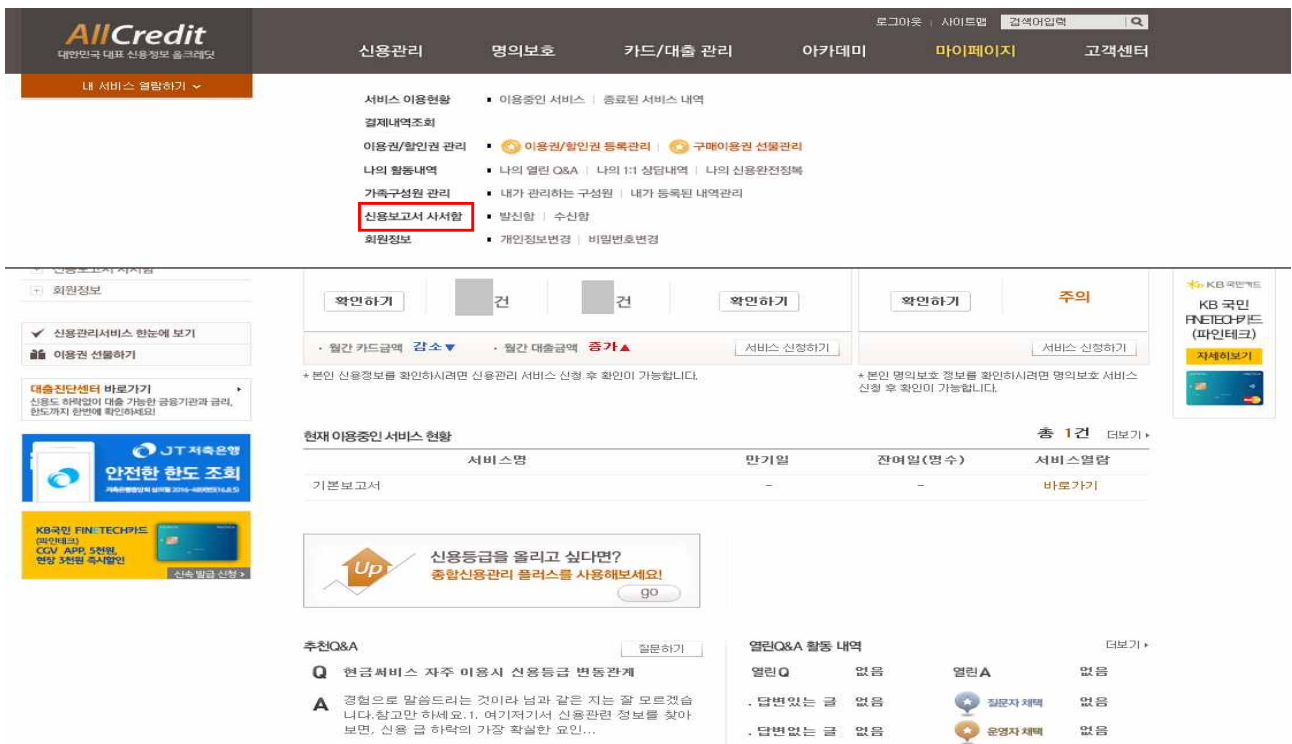 로그아웃 | 사이트맵 검색어입력
AllCredit
대한민국 대표 신용정보 올크레딧
신용관리 명의보호 카드/대출 관리 아카데미 마이페이지 고객센터
내 서비스 열람하기
서비스 이용현황 ▪ 이용중인 서비스 | 종료된 서비스 내역
결제내역조회
이용권/할인권 관리 ▪ 이용권/할인권 등록관리 | 구매이용권 선물관리
나의 활동내역 ▪ 나의 열린 Q&A | 나의 1:1 상담내역 | 나의 신용완전정복
가족구성원 관리 ▪ 내가 관리하는 구성원 | 내가 등록된 내역관리
신용보고서 사서함 ▪ 발신함 | 수신함
회원정보 ▪ 개인정보변경 | 비밀번호변경
신용보고서 사서함
회원정보
신용관리서비스 한눈에 보기
이용권 선물하기
대출진단센터 바로가기
신용도 하락없이 대출 가능한 금융기관과 금리,
한도까지 한번에 확인하세요!
JT저축은행
안전한 한도 조회
KB국민 FINETECH카드
(파인테크)
CGV APP, 5천원,
현장 3천원 즉시할인
신속 발급 신청 >
확인하기 건 건 확인하기 확인하기 주의
· 월간 카드금액 감소▼ · 월간 대출금액 증가▲ 서비스 신청하기 서비스 신청하기
* 본인 신용정보를 확인하시려면 신용관리 서비스 신청 후 확인이 가능합니다.
* 본인 명의보호 정보를 확인하시려면 명의보호 서비스
신청 후 확인이 가능합니다.
현재 이용중인 서비스 현황 총 1건 더보기
서비스명 만기일 잔여일(명수) 서비스열람
기본보고서 - - 바로가기
Up
신용등급을 올리고 싶다면?
종합신용관리 플러스를 사용해보세요!
go
추천Q&A 질문하기
Q 현금써비스 자주 이용시 신용등급 변동관계
A 경험으로 말씀드리는 것이라 님과 같은 지는 잘 모르겠습
니다.참고만 하세요.1. 여기저기서 신용관련 정보를 찾아
보면, 신용 급 하락의 가장 확실한 요인...
열린Q&A 활동 내역 더보기
열린Q 없음 열린A 없음
. 답변있는 글 없음 질문자 채택 없음
. 답변없는 글 없음 운영자 채택 없음
KB국민카드
KB 국민
FINETECH카드
(파인테크)
자세히보기